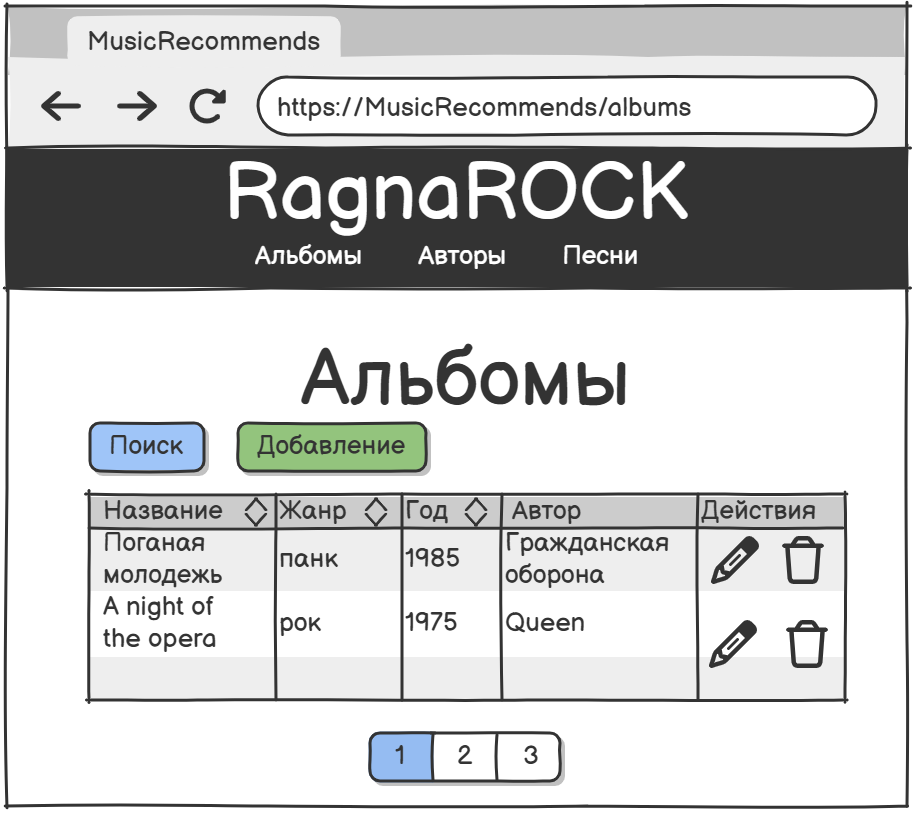 MusicRecommends
https://MusicRecommends/albums
RagnaROCK
Альбомы Авторы Песни
Альбомы
Поиск Добавление
Название Жанр Год Автор Действия
Поганая
молодежь
панк 1985
Гражданская
оборона
A night of
the opera
рок 1975 Queen
1 2 3